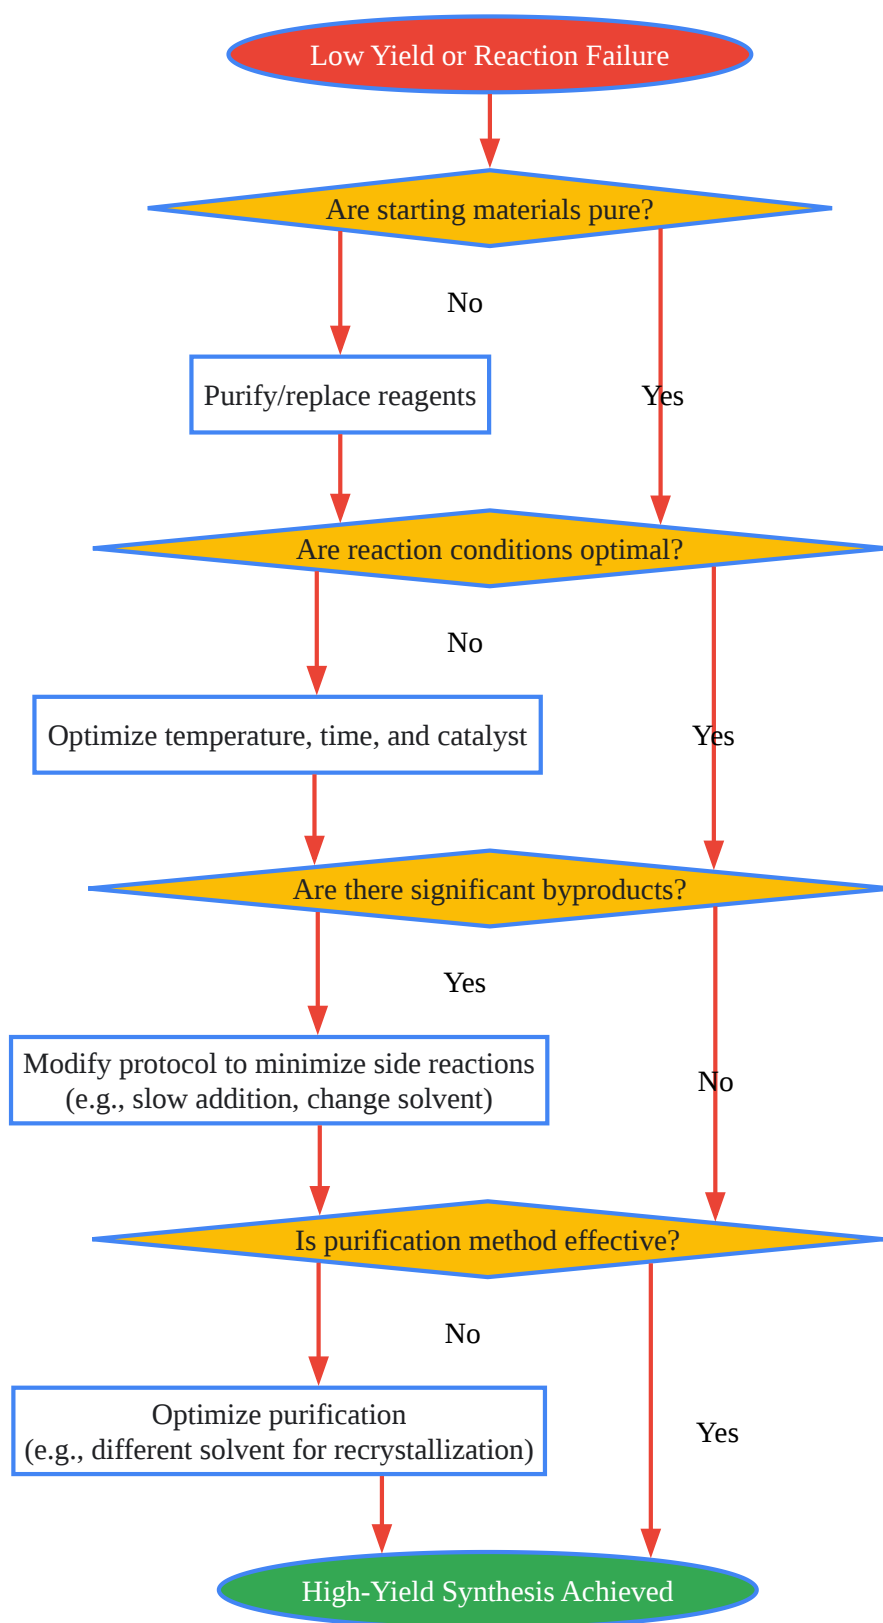 Low Yield or Reaction Failure
Are starting materials pure?
No
Purify/replace reagents
Yes
Are reaction conditions optimal?
No
Optimize temperature, time, and catalyst
Yes
Are there significant byproducts?
Yes
Modify protocol to minimize side reactions
(e.g., slow addition, change solvent)
No
Is purification method effective?
No
Optimize purification
(e.g., different solvent for recrystallization)
Yes
High-Yield Synthesis Achieved